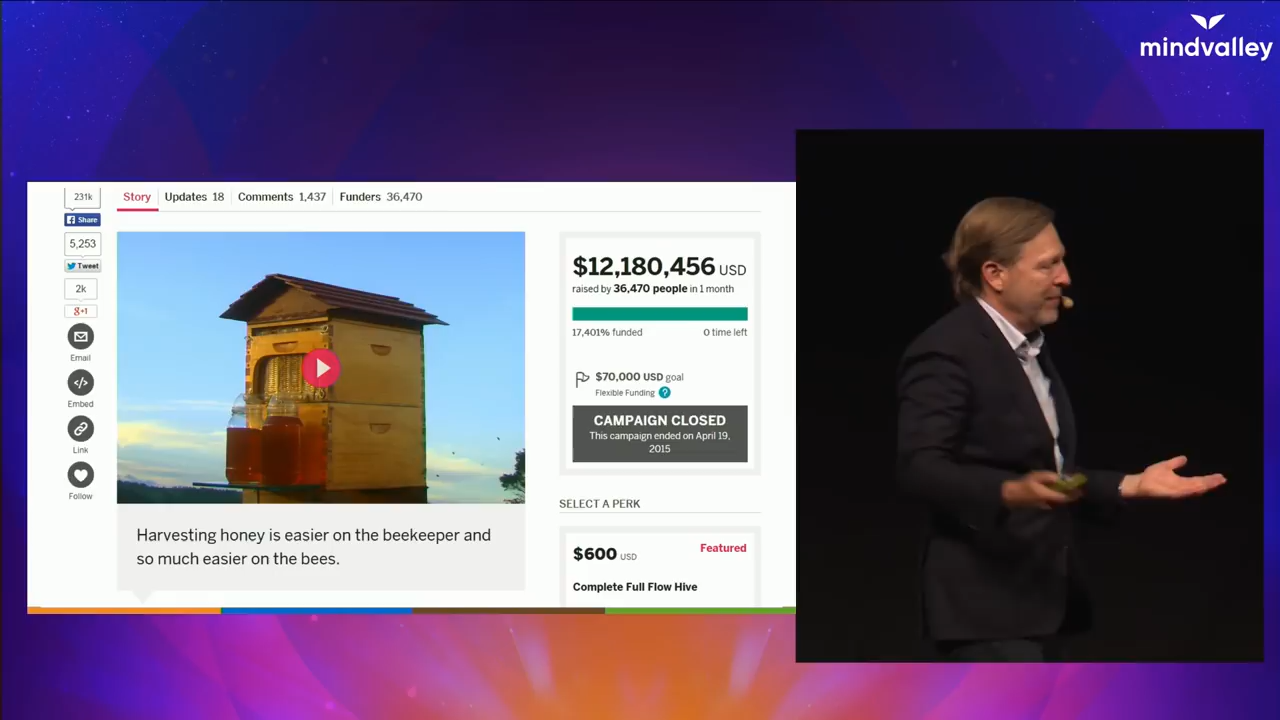 mindvalley
231k
Share
5,253
Tweet
2k
g+1
Email
Embed
Link
Follow
Story Updates 18 Comments 1,437 Funders 36,470
Harvesting honey is easier on the beekeeper and
so much easier on the bees.
$12,180,456 USD
raised by 36,470 people in 1 month
17,401% funded 0 time left
$70,000 USD goal
Flexible Funding ?
CAMPAIGN CLOSED
This campaign ended on April 19,
2015
SELECT A PERK
$600 USD Featured
Complete Full Flow Hive